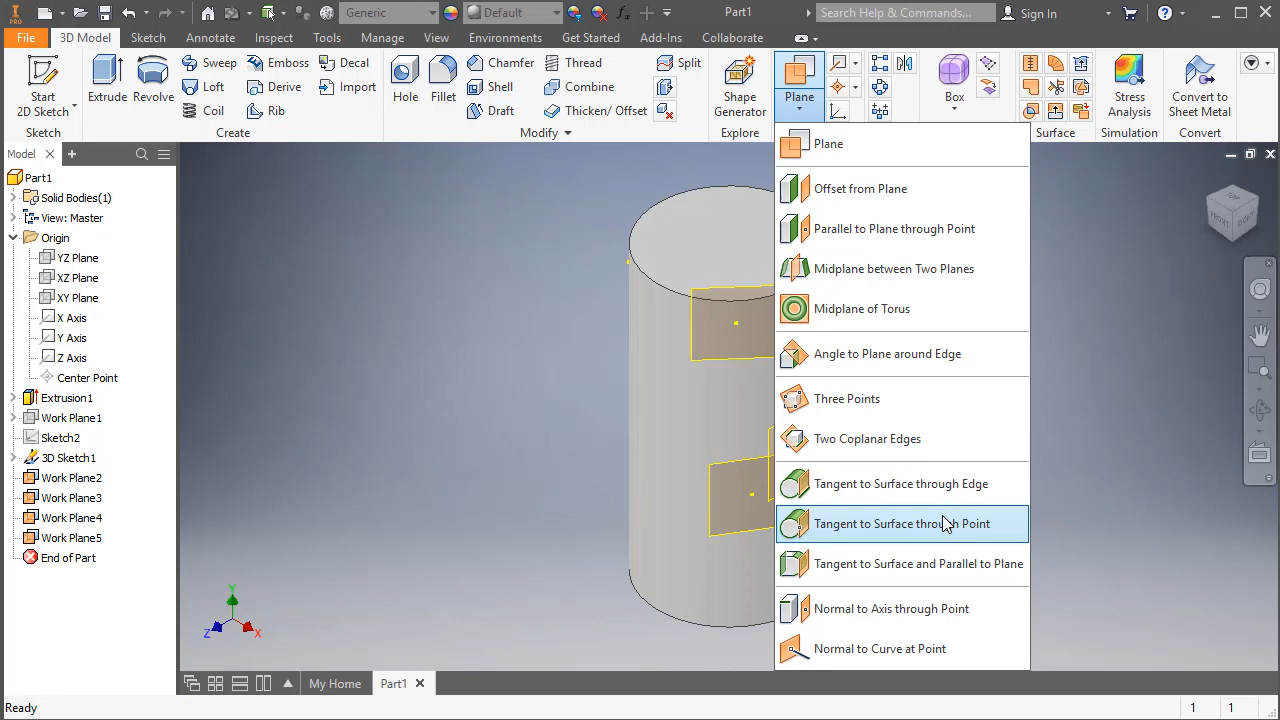 PRO
Generic
Default
Part1
Search Help & Commands...
Sign In
File
3D Model
Sketch
Annotate
Inspect
Tools
Manage
View
Environments
Get Started
Add-Ins
Collaborate
Start
2D Sketch
Sketch
Extrude
Revolve
Sweep
Loft
Coil
Emboss
Derive
Rib
Decal
Import
Create
Hole
Fillet
Chamfer
Shell
Draft
Thread
Combine
Thicken/ Offset
Split
Modify
Shape
Generator
Explore
Plane
Box
Surface
Stress
Analysis
Simulation
Convert to
Sheet Metal
Convert
Model
Part1
Solid Bodies(1)
View: Master
Origin
YZ Plane
XZ Plane
XY Plane
X Axis
Y Axis
Z Axis
Center Point
Extrusion1
Work Plane1
Sketch2
3D Sketch1
Work Plane2
Work Plane3
Work Plane4
Work Plane5
End of Part
Plane
Offset from Plane
Parallel to Plane through Point
Midplane between Two Planes
Midplane of Torus
Angle to Plane around Edge
Three Points
Two Coplanar Edges
Tangent to Surface through Edge
Tangent to Surface through Point
Tangent to Surface and Parallel to Plane
Normal to Axis through Point
Normal to Curve at Point
FRONT
RIGHT
Y
Z
X
My Home
Part1
Ready
1
1